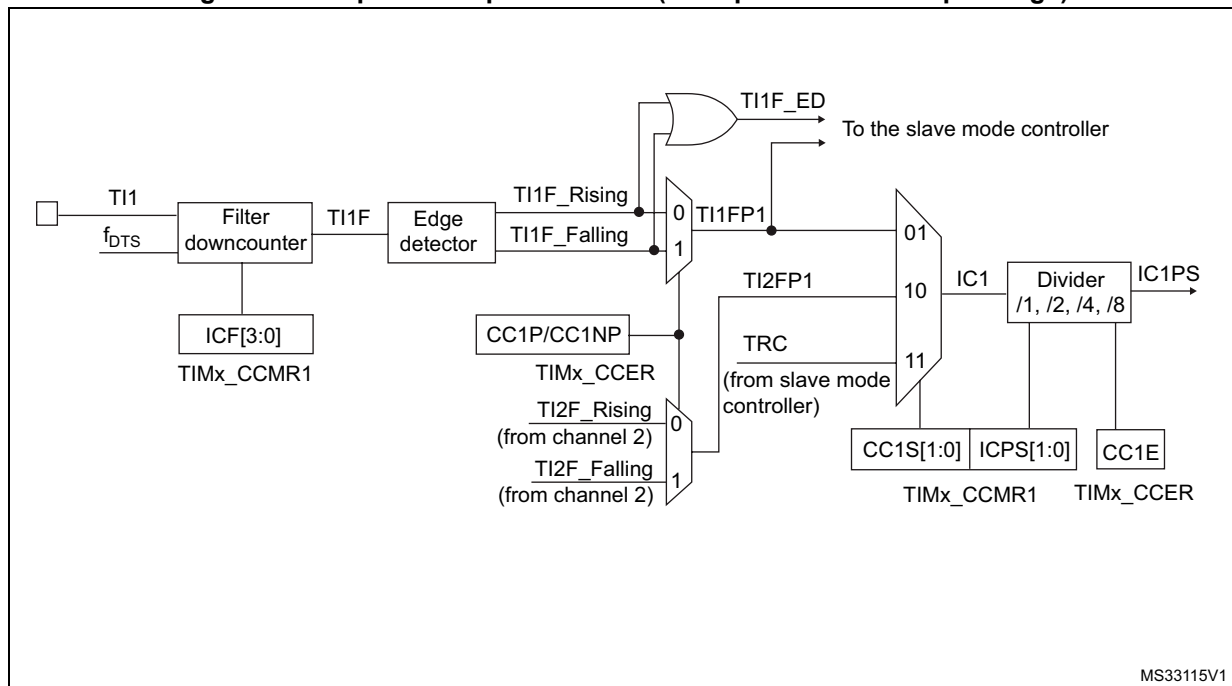 TI1F_ED
To the slave mode controller
TI1
f_DTS
Filter
downcounter
TI1F
Edge
detector
TI1F_Rising
TI1F_Falling
0
1
TI1FP1
01
TI2FP1
10
IC1
Divider
/1, /2, /4, /8
IC1PS
ICF[3:0]
TIMx_CCMR1
CC1P/CC1NP
TIMx_CCER
TRC
11
(from slave mode
controller)
TI2F_Rising
(from channel 2)
0
TI2F_Falling
(from channel 2)
1
CC1S[1:0]
ICPS[1:0]
CC1E
TIMx_CCMR1
TIMx_CCER
MS33115V1